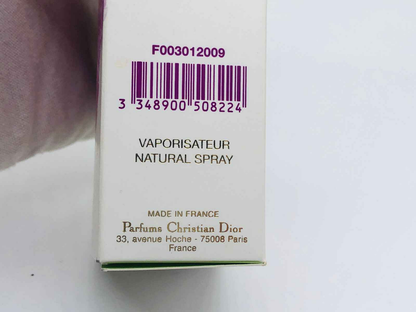 F003012009
3 348900 508224
VAPORISATEUR
NATURAL SPRAY
MADE IN FRANCE
Parfums Christian Dior
33, avenue Hoche - 75008 Paris
France